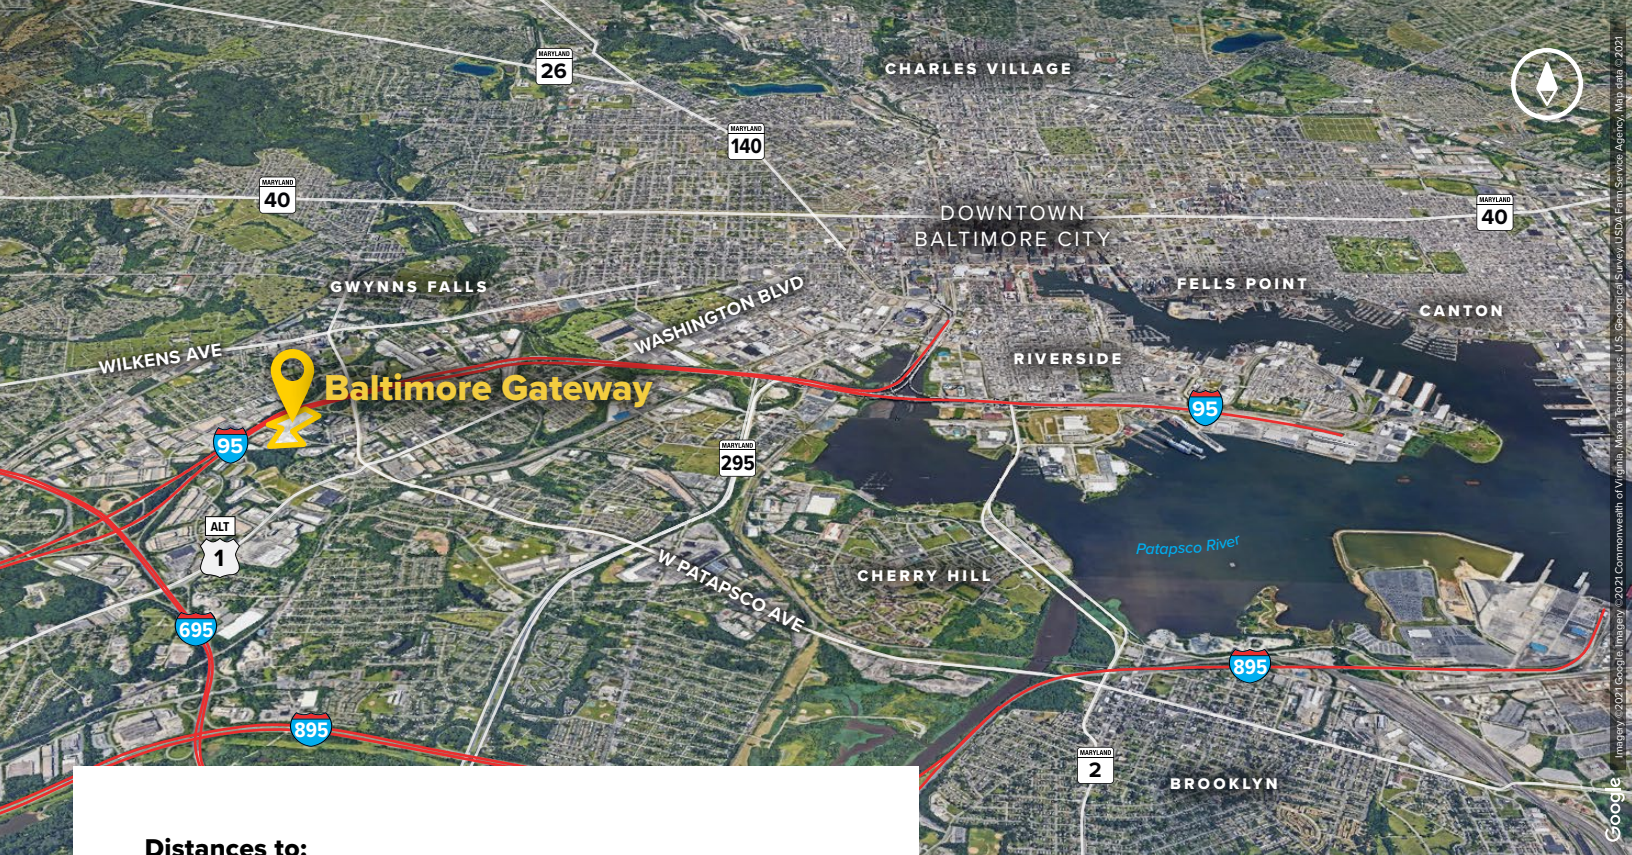 MARYLAND
26
CHARLES VILLAGE
MARYLAND
140
MARYLAND
40
MARYLAND
40
DOWNTOWN
BALTIMORE CITY
GWYNNS FALLS
FELLS POINT
CANTON
WASHINGTON BLVD
WILKENS AVE
RIVERSIDE
Baltimore Gateway
95
95
MARYLAND
295
ALT
1
Patapsco River
CHERRY HILL
W PATAPSCO AVE
695
895
895
MARYLAND
2
BROOKLYN
Distances to:
Imagery ©2021 Google, Imagery ©2021 Commonwealth of Virginia, Maxar Technologies, U.S. Geological Survey, USDA Farm Service Agency, Map data ©2021
Google